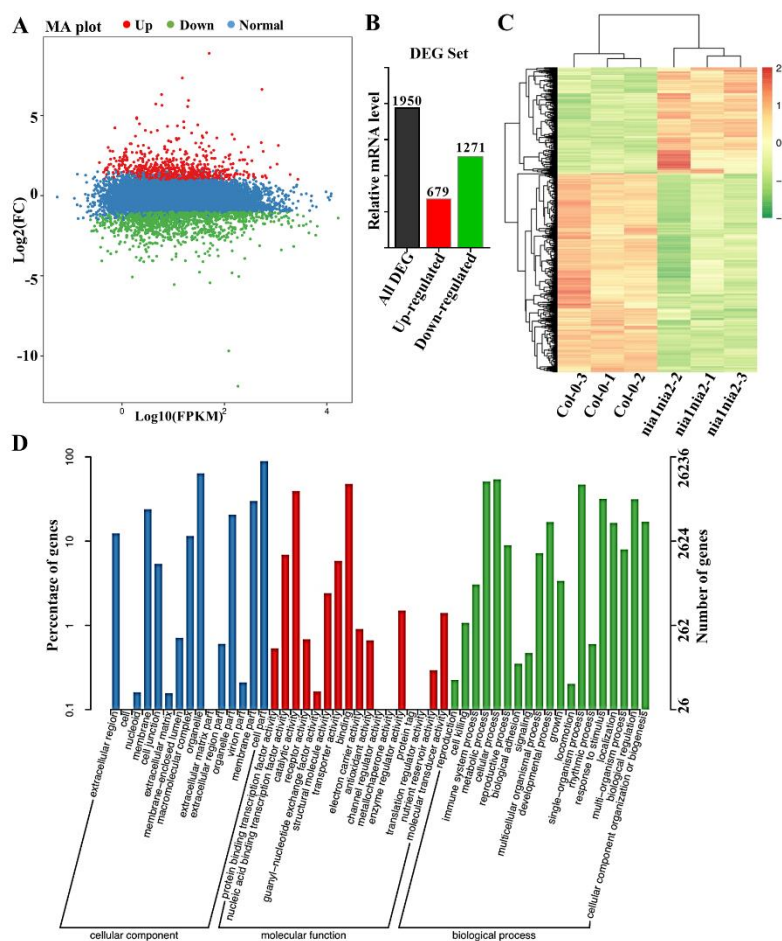 A
MA plot
Up
Down
Normal
Log2(FC)
5
0
-5
-10
0
2
4
Log10(FPKM)
B
DEG Set
Relative mRNA level
1950
679
1271
All DEG
Up-regulated
Down-regulated
C
2
1
0
Col-0-3
Col-0-1
Col-0-2
nia1nia2-2
nia1nia2-1
nia1nia2-3
D
Percentage of genes
100
10
1
0.1
Number of genes
26236
2624
262
26
extracellular region
cell
nucleoid
membrane
cell junction
extracellular matrix
membrane-enclosed lumen
macromolecular complex
organelle
extracellular matrix part
extracellular region part
organelle part
virion part
membrane part
cell part
protein binding transcription factor activity
nucleic acid binding transcription factor activity
catalytic activity
receptor activity
guanyl-nucleotide exchange factor activity
structural molecule activity
transporter activity
binding
electron carrier activity
antioxidant activity
channel regulator activity
metallochaperone activity
enzyme regulator activity
protein tag
translation regulator activity
nutrient reservoir activity
molecular transducer activity
reproduction
cell killing
immune system process
metabolic process
cellular process
reproductive process
biological adhesion
signaling
multicellular organismal process
developmental process
growth
locomotion
single-organism process
rhythmic process
response to stimulus
localization
multi-organism process
biological regulation
cellular component organization or biogenesis
cellular component
molecular function
biological process